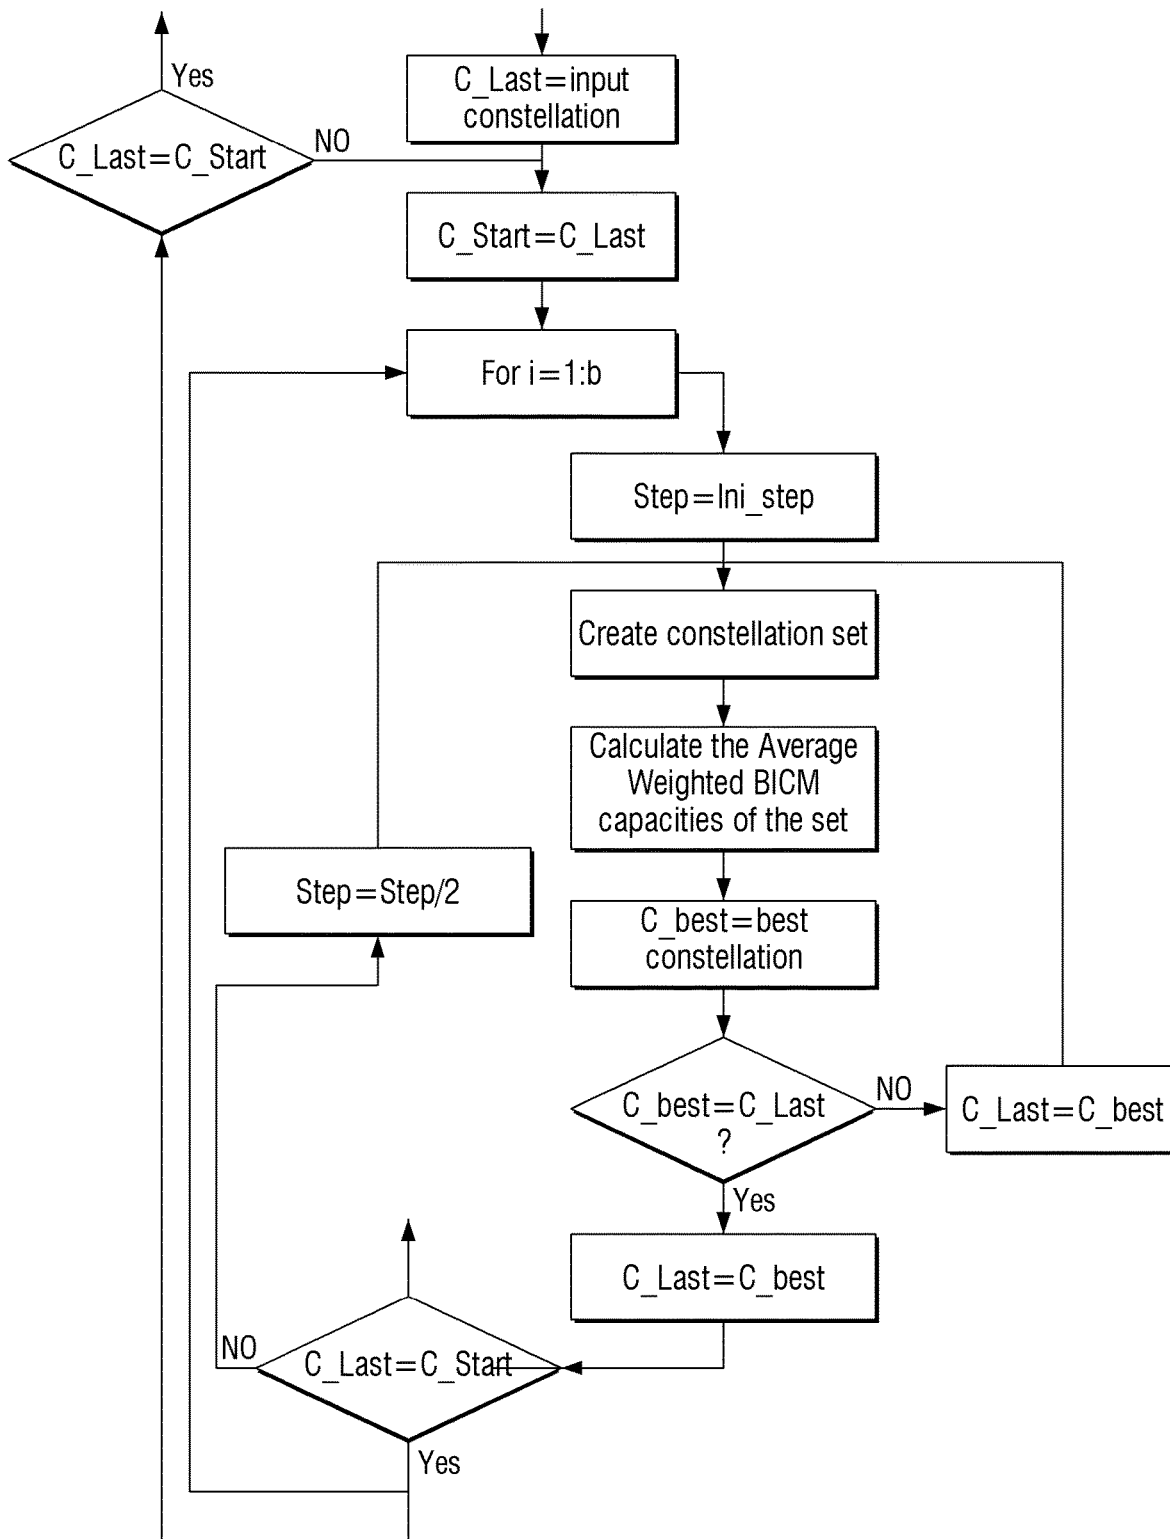 Yes
C_Last=input
constellation
C_Last=C_Start
NO
C_Start=C_Last
For i=1:b
Step=Ini_step
Create constellation set
Calculate the Average
Weighted BICM
capacities of the set
Step=Step/2
C_best=best
constellation
C_best=C_Last
?
NO
C_Last=C_best
Yes
C_Last=C_best
NO
C_Last=C_Start
Yes